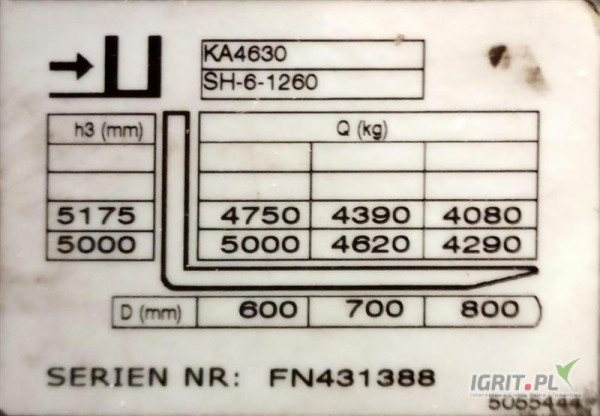 KA4630
SH-6-1260
h3 (mm) Q (kg)
5175 4750 4390 4080
5000 5000 4620 4290
D (mm) 600 700 800
SERIEN NR: FN431388
IGRIT.PL
5055444